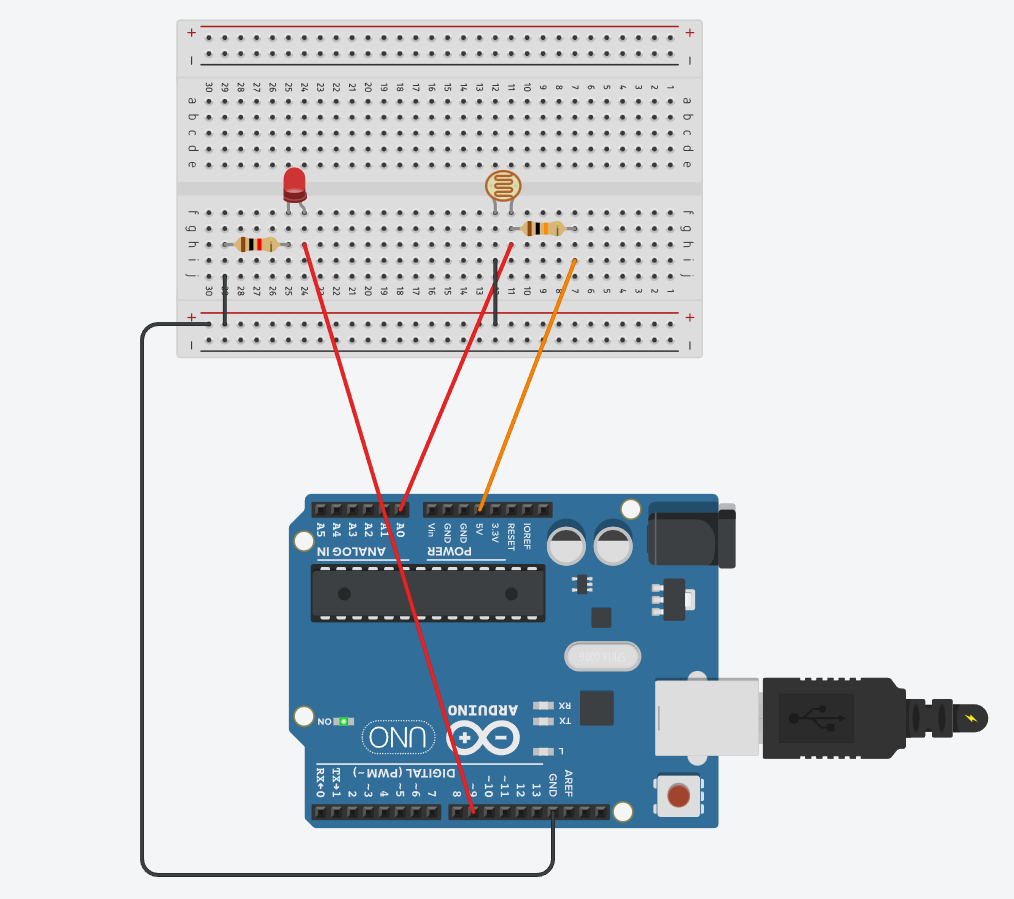 + +
− −
30 29 28 27 26 25 24 23 22 21 20 19 18 17 16 15 14 13 12 11 10 9 8 7 6 5 4 3 2 1
a a
b b
c c
d d
e e
f f
g g
h h
i i
j j
30 29 28 27 26 25 24 23 22 21 20 19 18 17 16 15 14 13 12 11 10 9 8 7 6 5 4 3 2 1
+ +
− −
A5 A4 A3 A2 A1 A0 Vin GND GND 5V 3.3V RESET IOREF
ANALOG IN POWER
RX
TX
ARDUINO
ON
UNO
L
DIGITAL (PWM~)
RX←0 TX→1 2 ~3 4 ~5 ~6 7 8 ~9 ~10 ~11 12 13 GND AREF